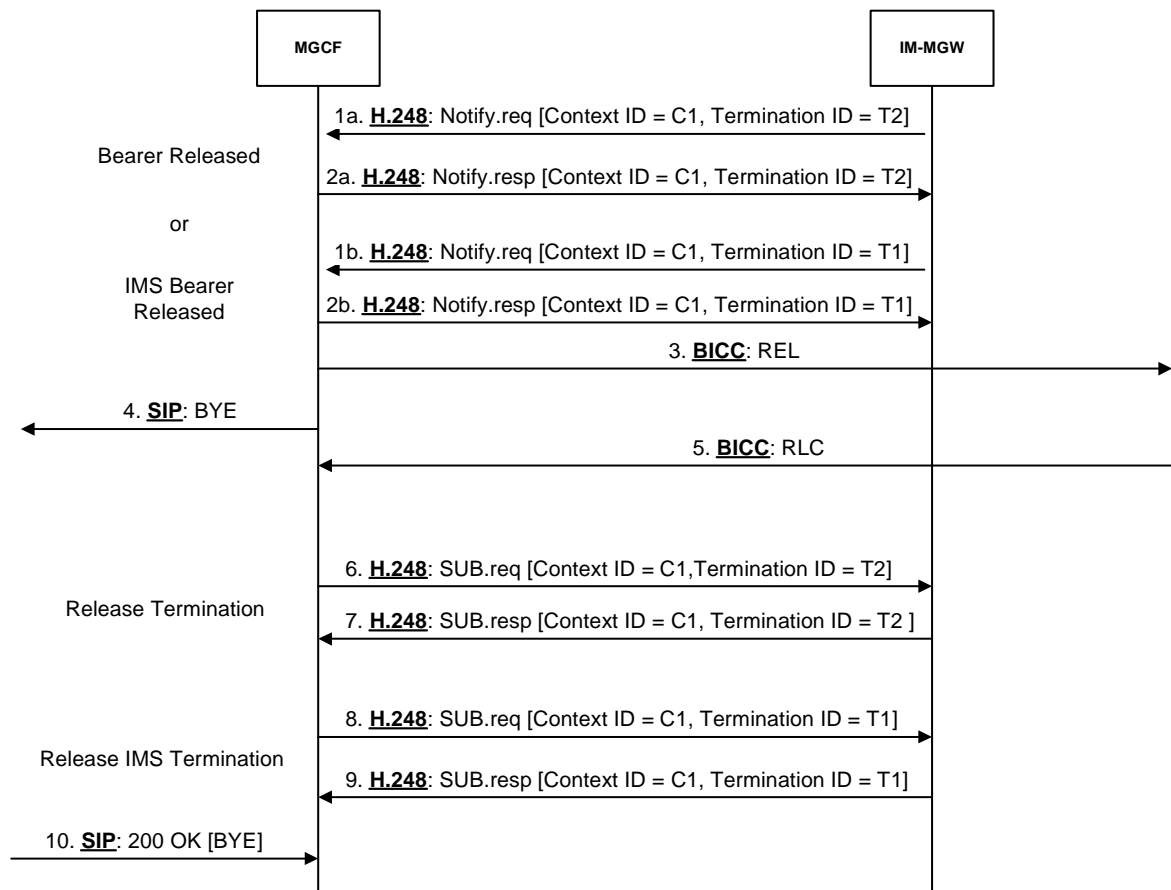 MGCF
IM-MGW
1a. H.248: Notify.req [Context ID = C1, Termination ID = T2]
Bearer Released
2a. H.248: Notify.resp [Context ID = C1, Termination ID = T2]
or
1b. H.248: Notify.req [Context ID = C1, Termination ID = T1]
IMS Bearer
Released
2b. H.248: Notify.resp [Context ID = C1, Termination ID = T1]
3. BICC: REL
4. SIP: BYE
5. BICC: RLC
6. H.248: SUB.req [Context ID = C1,Termination ID = T2]
Release Termination
7. H.248: SUB.resp [Context ID = C1, Termination ID = T2 ]
8. H.248: SUB.req [Context ID = C1, Termination ID = T1]
Release IMS Termination
9. H.248: SUB.resp [Context ID = C1, Termination ID = T1]
10. SIP: 200 OK [BYE]